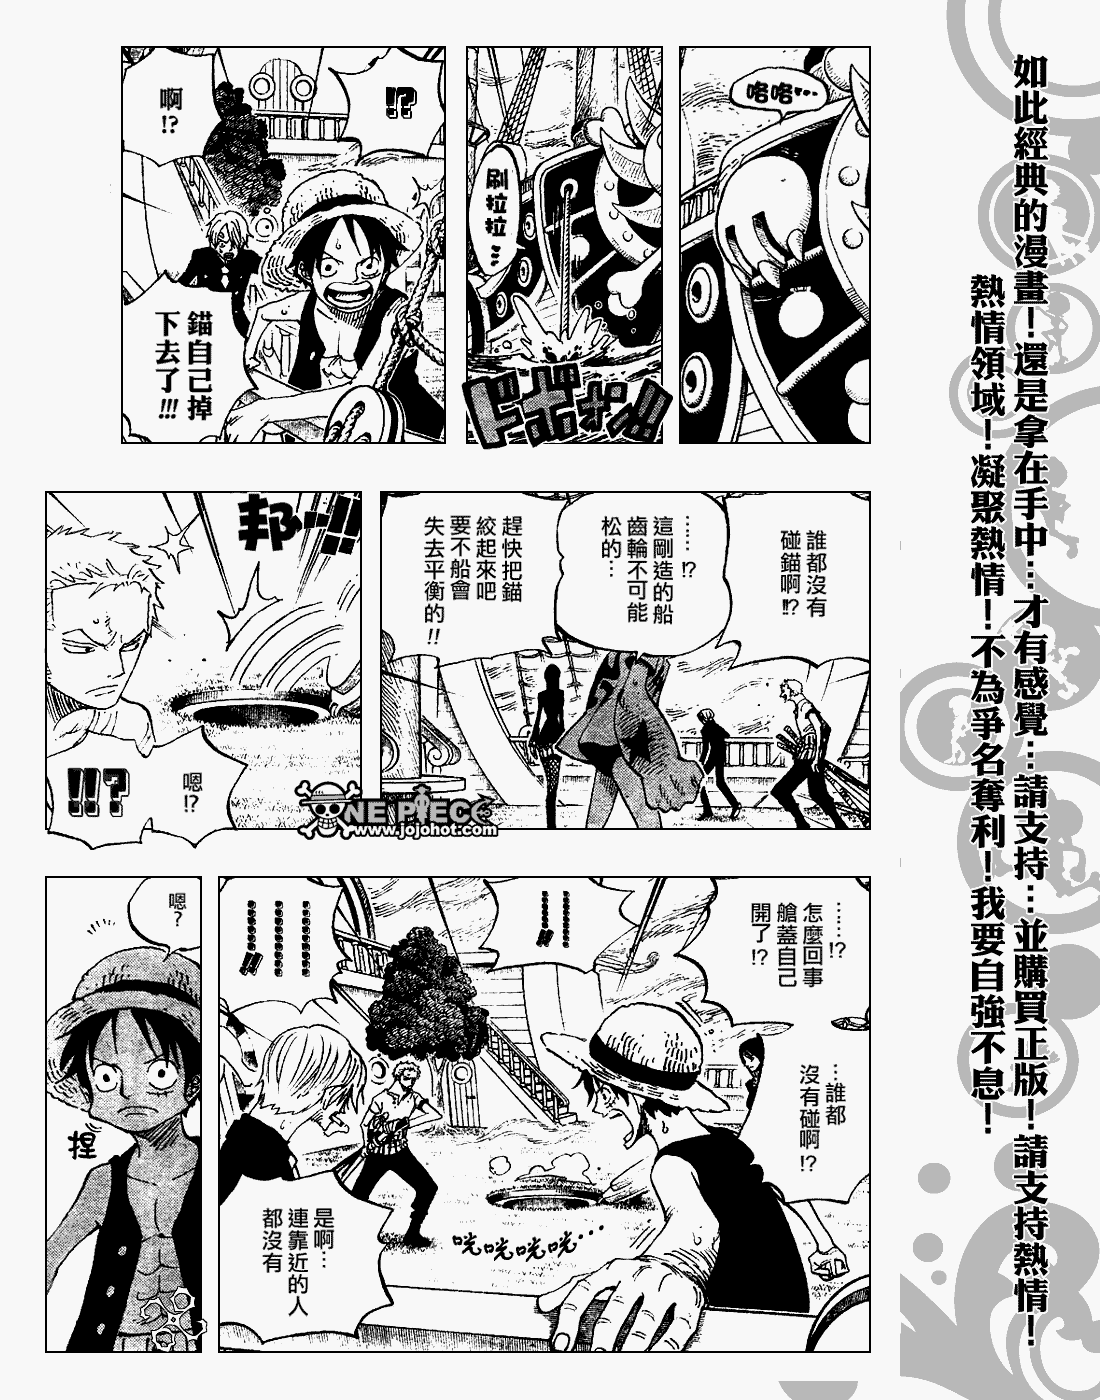 如此經典的漫畫！還是拿在手中…才有感覺…請支持…並購買正版！請支持熱情！
熱情領域！凝聚熱情！不為爭名奪利！我要自強不息！
咯咯…
刷拉拉…
!?
啊!?
錨自己掉
下去了!!!
誰都沒有
碰錨啊!!?
……!?
這剛造的船
齒輪不可能
松的…
趕快把錨
絞起來吧
要不船會
失去平衡的!!
邦…!!
嗯!?
!!?
ONE PIECE
www.jojohot.com
……!?
怎麼回事
艙蓋自己
開了!?
…誰都
沒有碰啊!?
咣咣咣咣…
是啊…
連靠近的人
都沒有
嗯?
捏